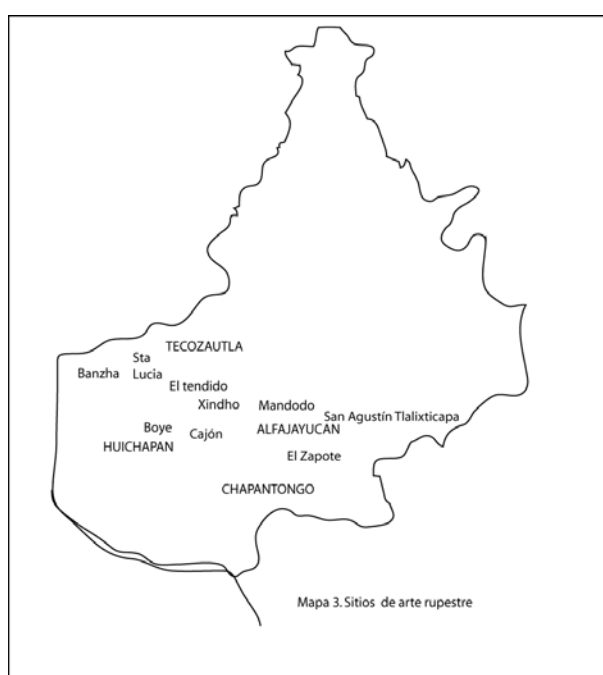 TECOZAUTLA
Sta
Lucia
Banzha
El tendido
Xindho
Mandodo
San Agustín Tlalixticapa
Boye
Cajón
ALFAJAYUCAN
HUICHAPAN
El Zapote
CHAPANTONGO
Mapa 3. Sitios de arte rupestre